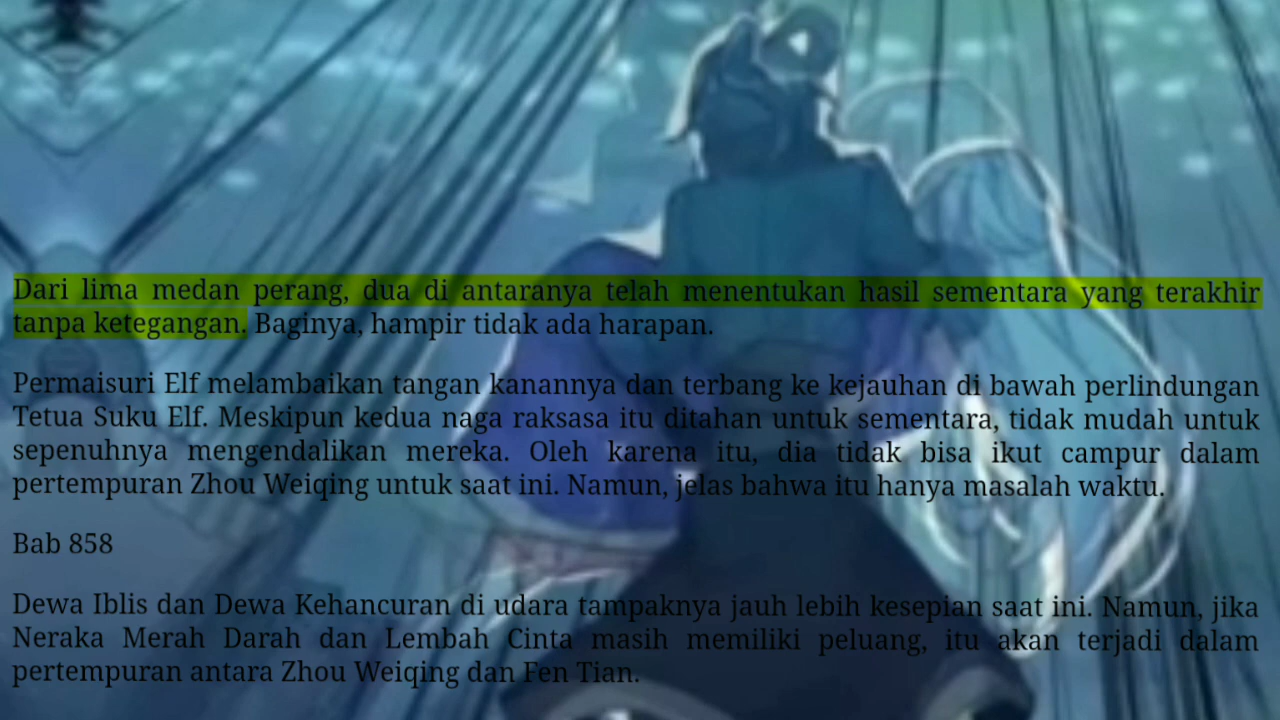 Dari lima medan perang, dua di antaranya telah menentukan hasil sementara yang terakhir
tanpa ketegangan. Baginya, hampir tidak ada harapan.
Permaisuri Elf melambaikan tangan kanannya dan terbang ke kejauhan di bawah perlindungan
Tetua Suku Elf. Meskipun kedua naga raksasa itu ditahan untuk sementara, tidak mudah untuk
sepenuhnya mengendalikan mereka. Oleh karena itu, dia tidak bisa ikut campur dalam
pertempuran Zhou Weiqing untuk saat ini. Namun, jelas bahwa itu hanya masalah waktu.
Bab 858
Dewa Iblis dan Dewa Kehancuran di udara tampaknya jauh lebih kesepian saat ini. Namun, jika
Neraka Merah Darah dan Lembah Cinta masih memiliki peluang, itu akan terjadi dalam
pertempuran antara Zhou Weiqing dan Fen Tian.